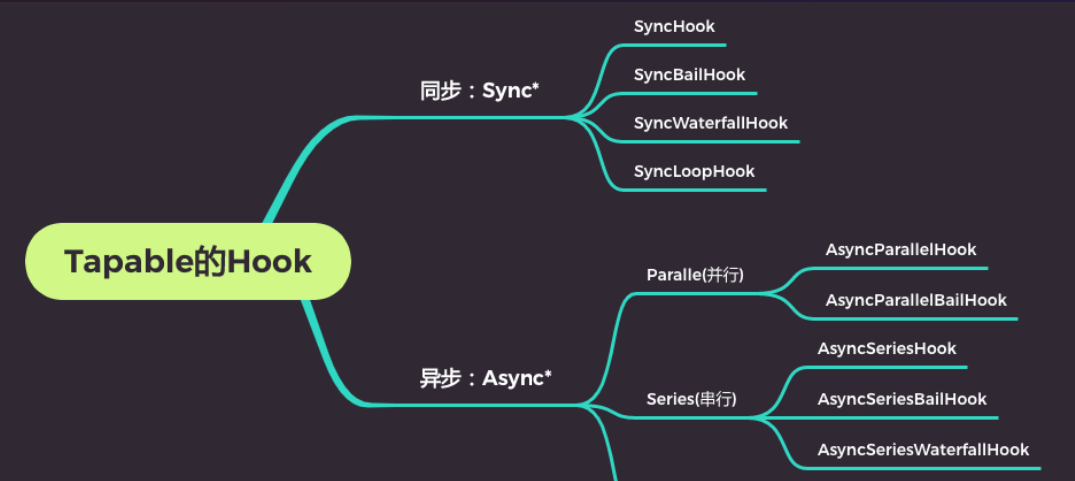 Tapable的Hook
同步：Sync*
SyncHook
SyncBailHook
SyncWaterfallHook
SyncLoopHook
异步：Async*
Paralle(并行)
AsyncParallelHook
AsyncParallelBailHook
Series(串行)
AsyncSeriesHook
AsyncSeriesBailHook
AsyncSeriesWaterfallHook